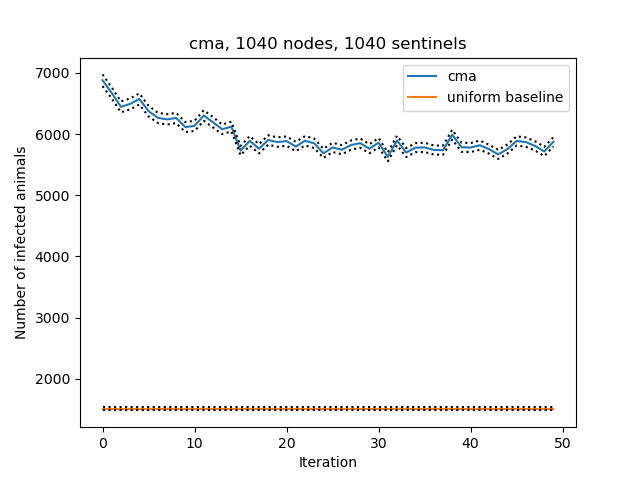 cma, 1040 nodes, 1040 sentinels
cma
uniform baseline
7000
6000
5000
4000
3000
2000
Number of infected animals
0
10
20
30
40
50
Iteration